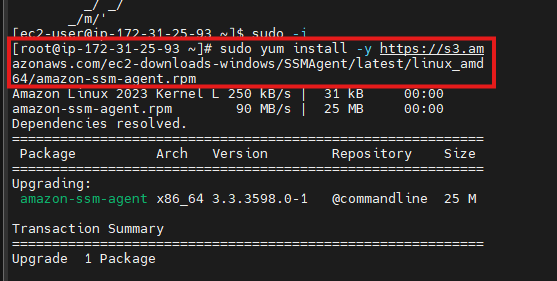 _/ _/
_/m/'
[ec2-user@ip-172-31-25-93 ~]$ sudo -i
[root@ip-172-31-25-93 ~]# sudo yum install -y https://s3.am
azonaws.com/ec2-downloads-windows/SSMAgent/latest/linux_amd
64/amazon-ssm-agent.rpm
Amazon Linux 2023 Kernel L 250 kB/s |  31 kB     00:00
amazon-ssm-agent.rpm        90 MB/s |  25 MB     00:00
Dependencies resolved.
===========================================================
 Package          Arch   Version        Repository    Size
===========================================================
Upgrading:
 amazon-ssm-agent x86_64 3.3.3598.0-1   @commandline  25 M

Transaction Summary
===========================================================
Upgrade  1 Package